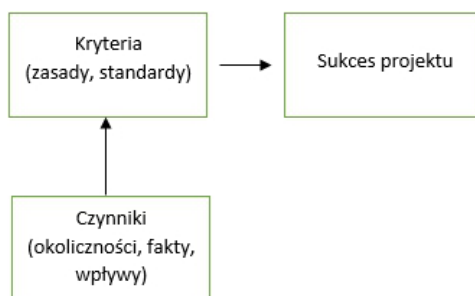 Kryteria
(zasady, standardy)
Sukces projektu
Czynniki
(okoliczności, fakty,
wpływy)